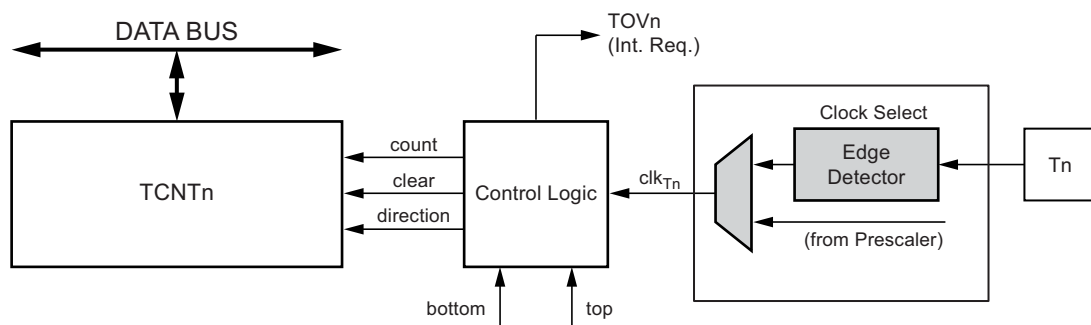 DATA BUS
TOVn
(Int. Req.)
Clock Select
TCNTn
count
clear
direction
Control Logic
clkTn
Edge
Detector
Tn
(from Prescaler)
bottom
top